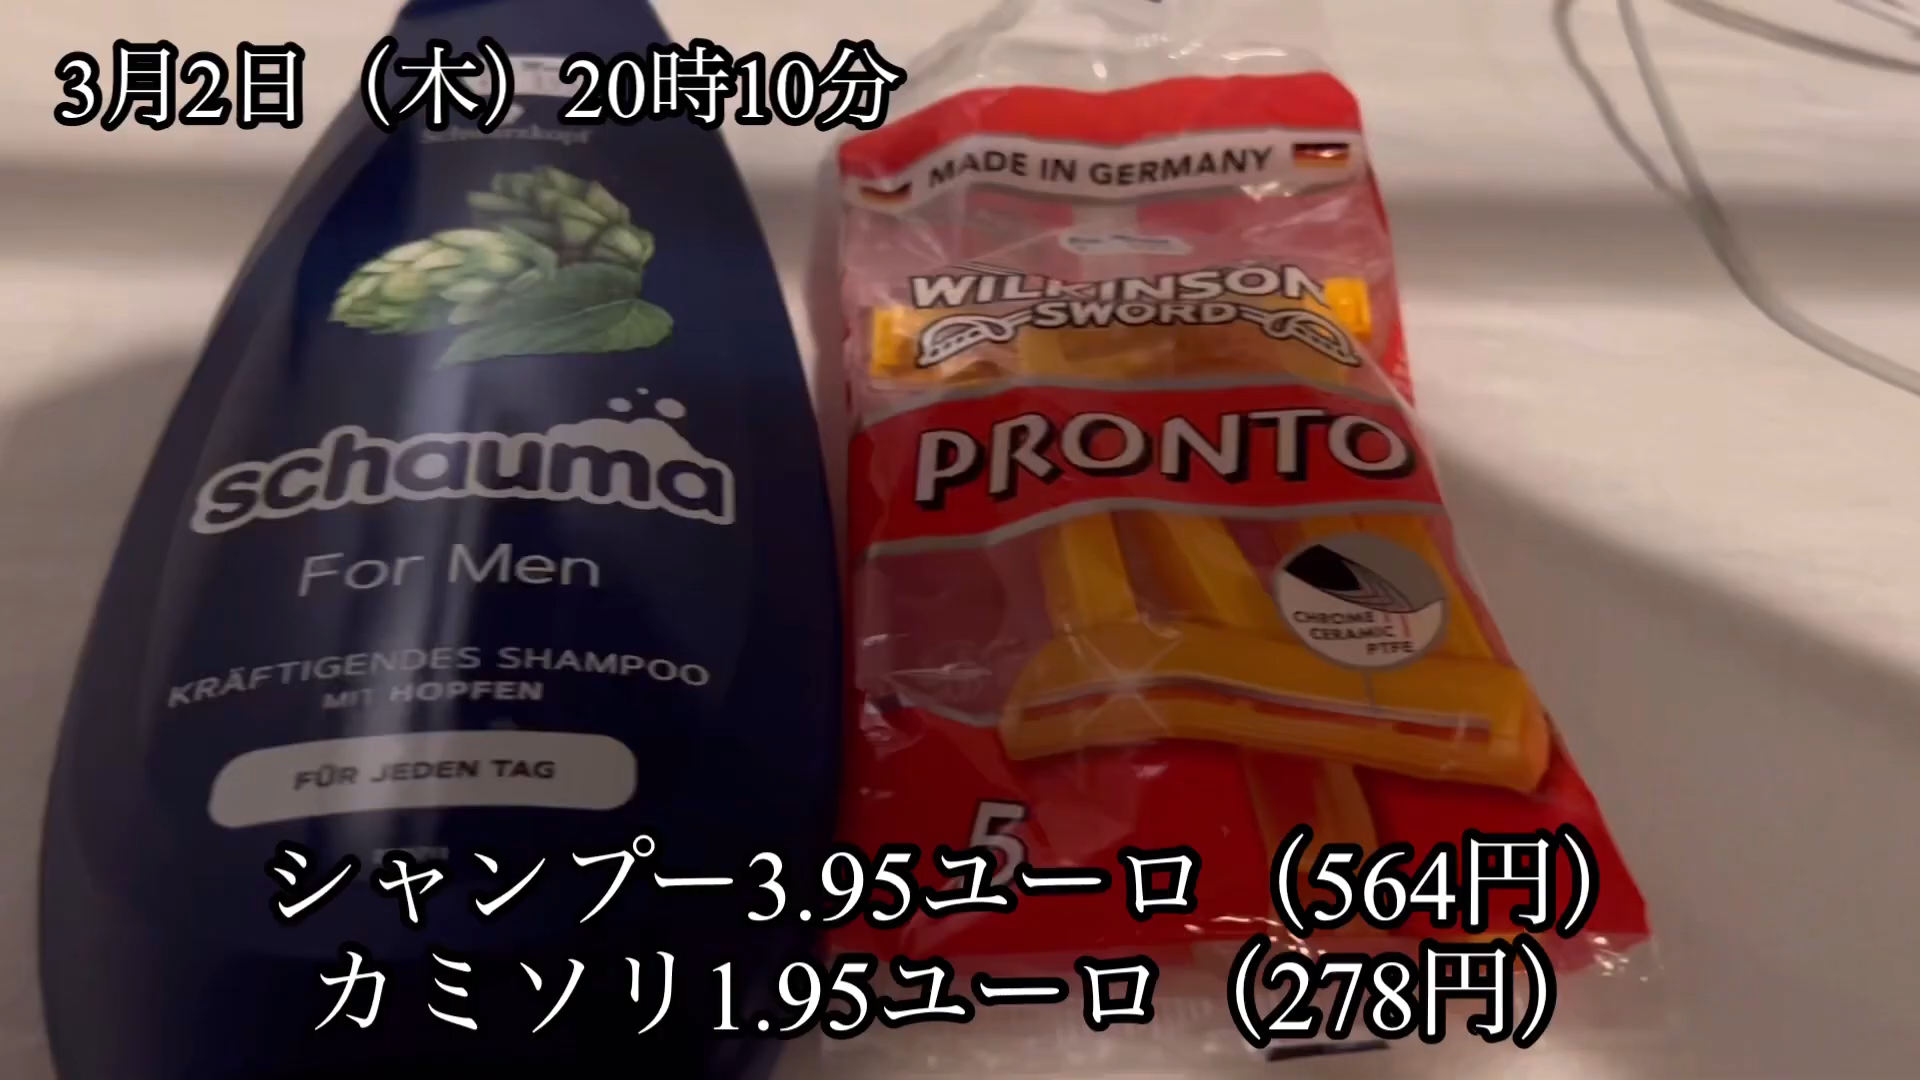 3月2日（木）20時10分
Schwarzkopf
schauma
For Men
KRÄFTIGENDES SHAMPOO
MIT HOPFEN
FÜR JEDEN TAG
MADE IN GERMANY
WILKINSON
SWORD
PRONTO
CHROME
CERAMIC
PTFE
5
シャンプー3.95ユーロ（564円）
カミソリ1.95ユーロ（278円）